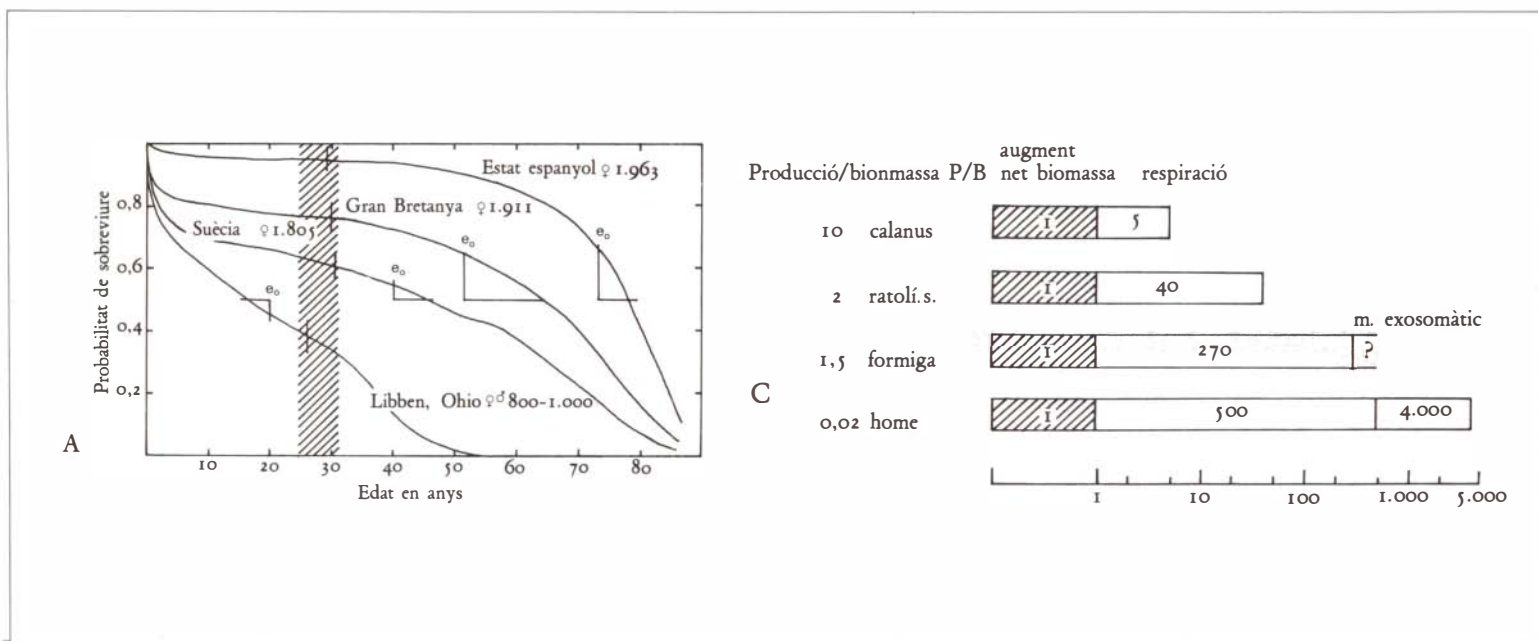 Probabilitat de sobreviure
0,8
0,6
0,4
0,2
Estat espanyol ♀ 1.963
Gran Bretanya ♀1.911
Suècia ♀1.805
e₀
e₀
e₀
e₀
Libben, Ohio ♀♂ 800-1.000
A
10 20 30 40 50 60 70 80
Edat en anys
augment
Producció/bionmassa P/B net biomassa respiració
10 calanus 1 5
2 ratolí.s. 1 40
m. exosomàtic
1,5 formiga 1 270 ?
C
0,02 home 1 500 4.000
1 10 100 1.000 5.000